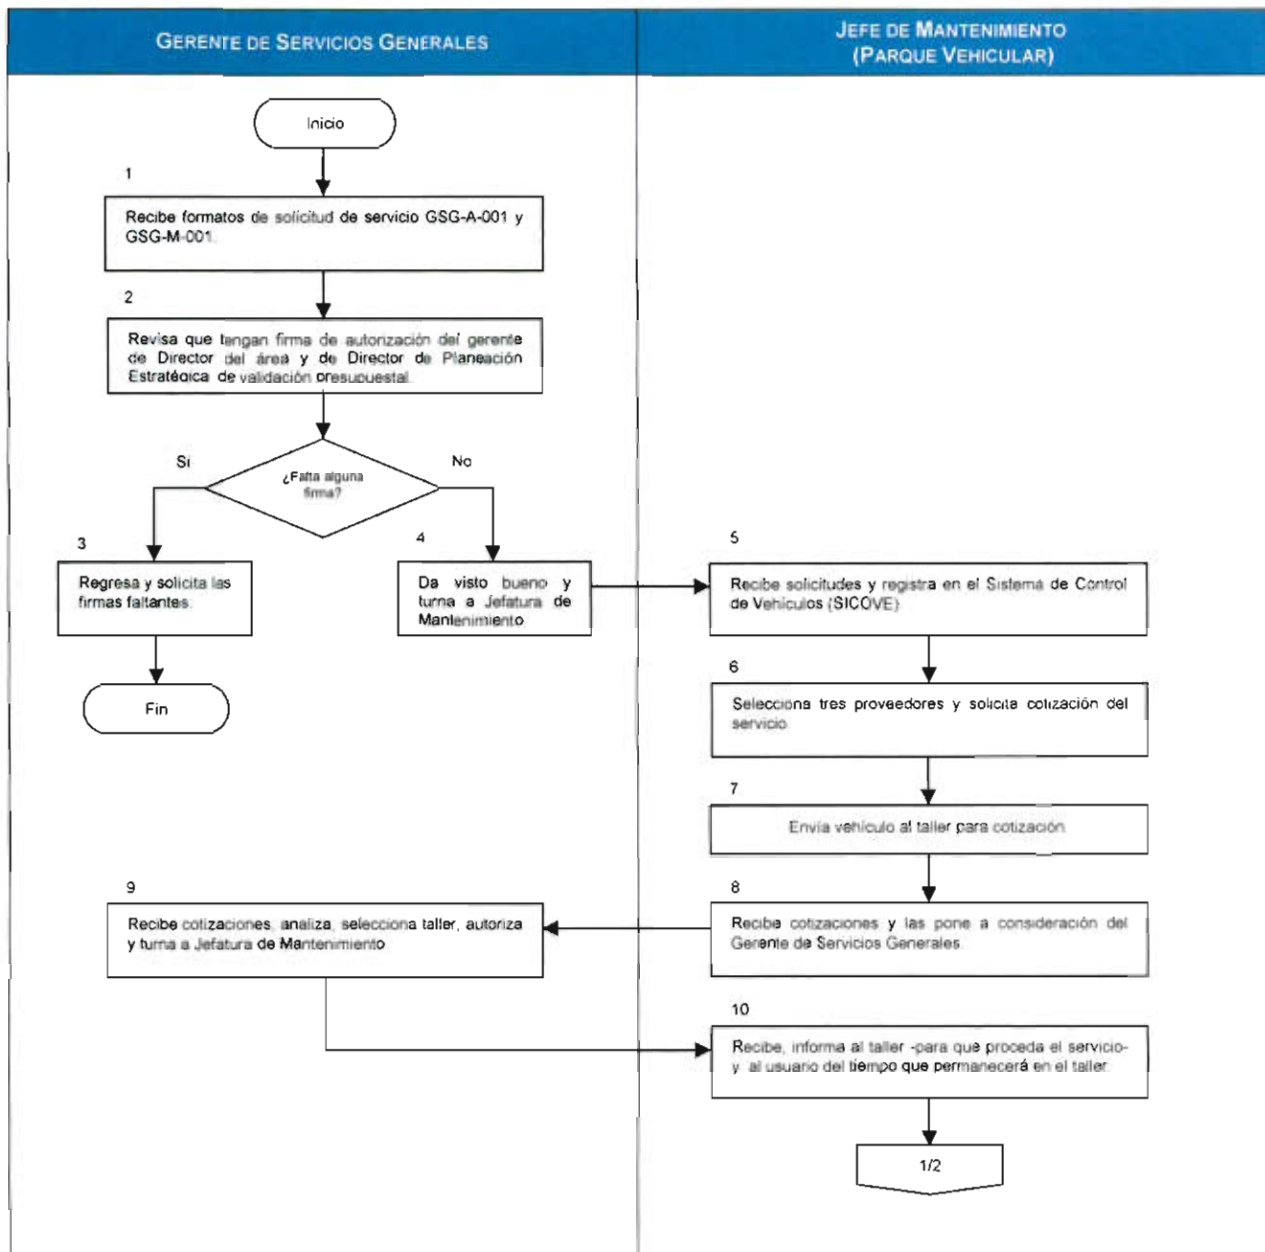 GERENTE DE SERVICIOS GENERALES
JEFE DE MANTENIMIENTO
(PARQUE VEHICULAR)
Inicio
1
Recibe formatos de solicitud de servicio GSG-A-001 y
GSG-M-001.
2
Revisa que tengan firma de autorización del gerente
de Director del área y de Director de Planeación
Estratégica de validación presupuestal.
¿Falta alguna
firma?
Si
No
3
Regresa y solicita las
firmas faltantes.
Fin
4
Da visto bueno y
turna a Jefatura de
Mantenimiento
5
Recibe solicitudes y registra en el Sistema de Control
de Vehículos (SICOVE)
6
Selecciona tres proveedores y solicita cotización del
servicio.
7
Envía vehículo al taller para cotización
8
Recibe cotizaciones y las pone a consideración del
Gerente de Servicios Generales.
9
Recibe cotizaciones, analiza, selecciona taller, autoriza
y turna a Jefatura de Mantenimiento
10
Recibe, informa al taller -para que proceda el servicio-
y al usuario del tiempo que permanecerá en el taller.
1/2